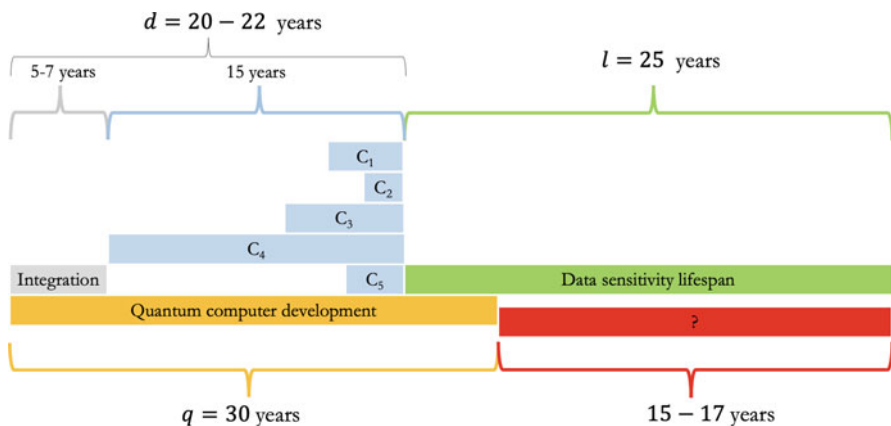 d = 20 − 22 years
5-7 years
15 years
l = 25 years
C₁
C₂
C₃
C₄
Integration
C₅
Data sensitivity lifespan
Quantum computer development
?
q = 30 years
15 − 17 years